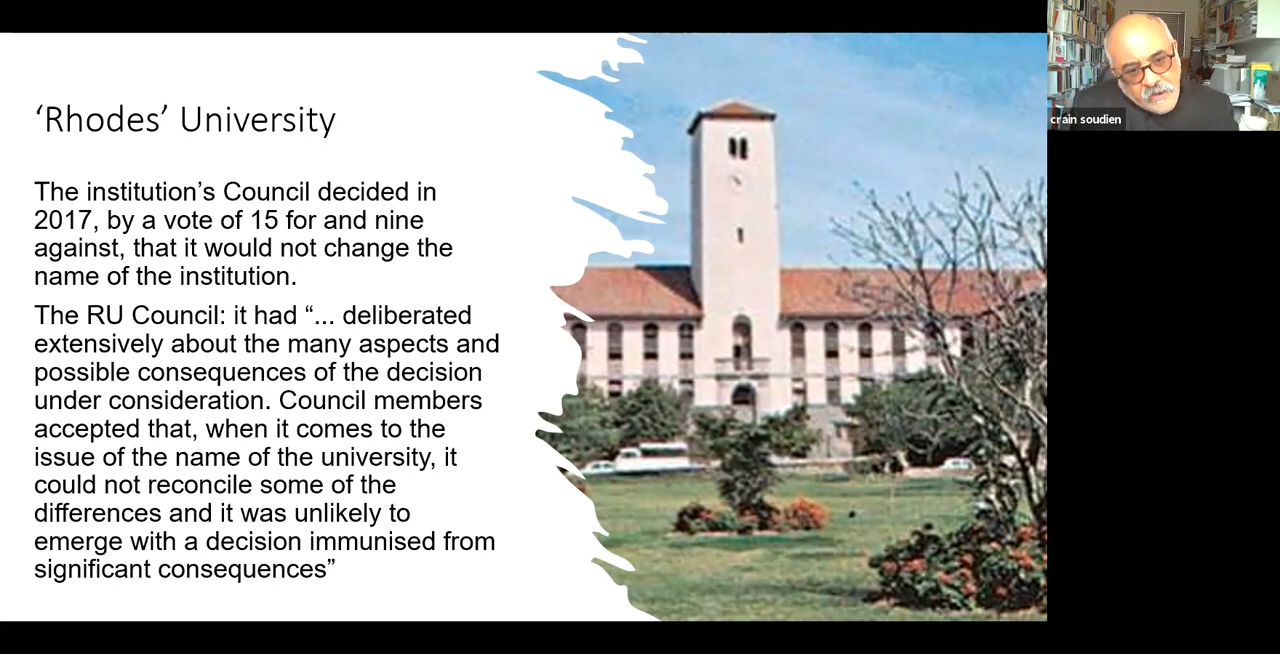 ‘Rhodes’ University
The institution’s Council decided in
2017, by a vote of 15 for and nine
against, that it would not change the
name of the institution.
The RU Council: it had “... deliberated
extensively about the many aspects and
possible consequences of the decision
under consideration. Council members
accepted that, when it comes to the
issue of the name of the university, it
could not reconcile some of the
differences and it was unlikely to
emerge with a decision immunised from
significant consequences”
crain soudien